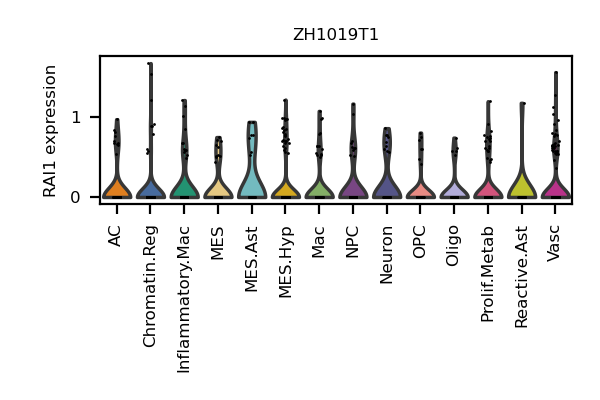 ZH1019T1
RAI1 expression
1
0
AC
Chromatin.Reg
Inflammatory.Mac
MES
MES.Ast
MES.Hyp
Mac
NPC
Neuron
OPC
Oligo
Prolif.Metab
Reactive.Ast
Vasc